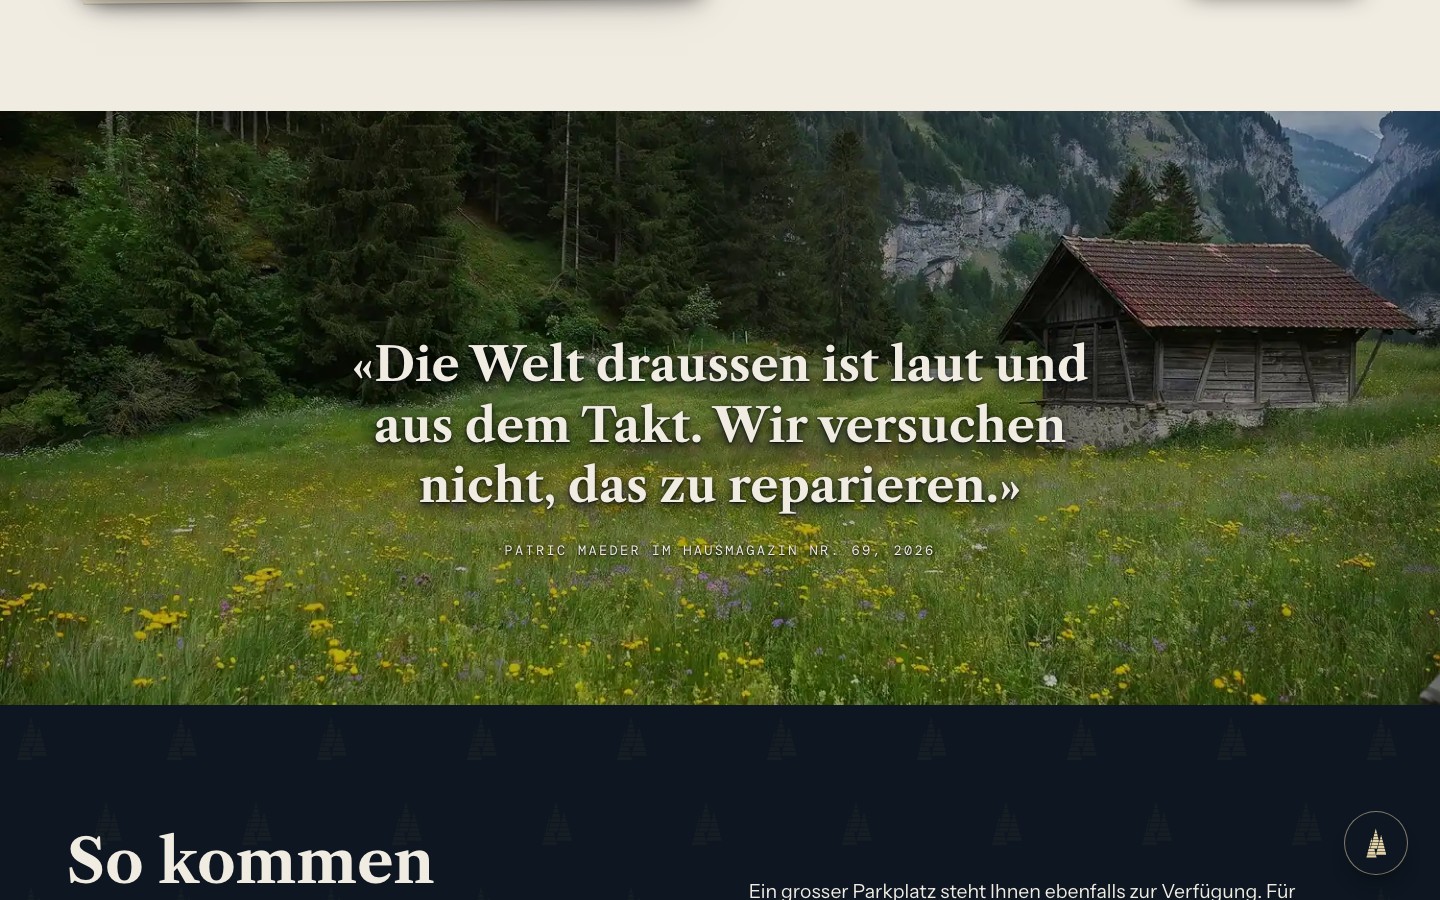 «Die Welt draussen ist laut und
aus dem Takt. Wir versuchen
nicht, das zu reparieren.»
PATRIC MAEDER IM HAUSMAGAZIN NR. 69, 2026
So kommen
Ein grosser Parkplatz steht Ihnen ebenfalls zur Verfügung. Für